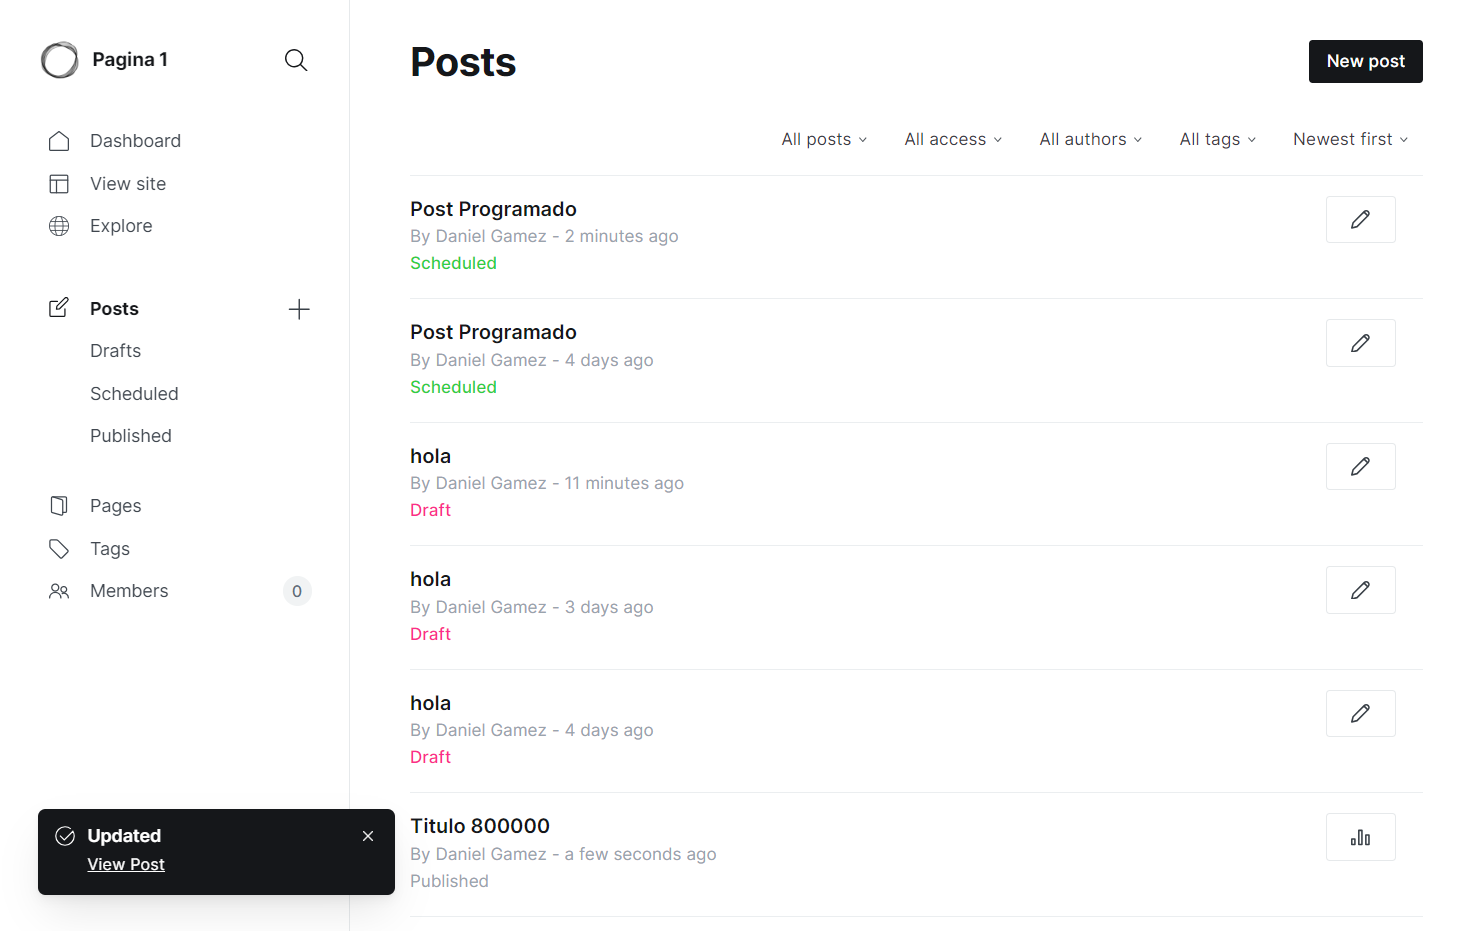 Pagina 1
Dashboard
View site
Explore
Posts
Drafts
Scheduled
Published
Pages
Tags
Members
0
Updated
View Post
Posts
New post
All posts
All access
All authors
All tags
Newest first
Post Programado
By Daniel Gamez - 2 minutes ago
Scheduled
Post Programado
By Daniel Gamez - 4 days ago
Scheduled
hola
By Daniel Gamez - 11 minutes ago
Draft
hola
By Daniel Gamez - 3 days ago
Draft
hola
By Daniel Gamez - 4 days ago
Draft
Titulo 800000
By Daniel Gamez - a few seconds ago
Published